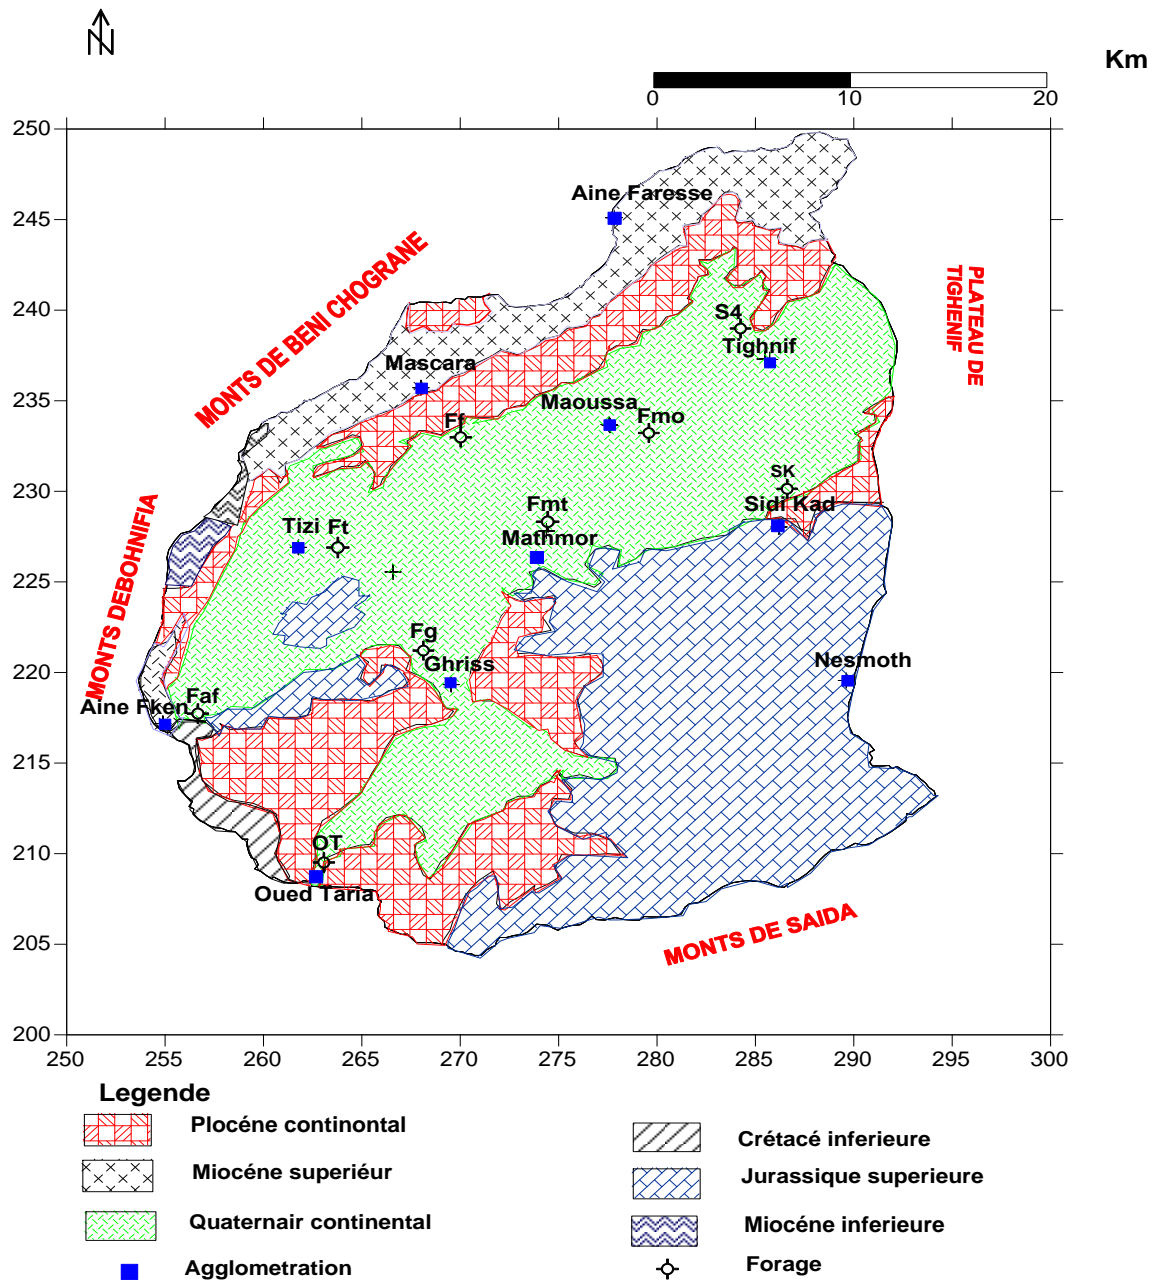 N
Km
0 10 20
250
245
240
235
230
225
220
215
210
205
200
250 255 260 265 270 275 280 285 290 295 300
Aine Faresse
MONTS DE BENI CHOGRANE
PLATEAU DE
TIGHENIF
S4
Tighnif
Mascara
Maoussa
Ff
Fmo
SK
Sidi Kad
Fmt
Mathmor
Tizi
Ft
MONTS DEBOHNIFIA
Fg
Ghriss
Nesmoth
Faf
Aine Fken
OT
Oued Taria
MONTS DE SAIDA
Legende
Plocéne continontal
Miocéne superiéur
Quaternair continental
Agglometration
Crétacé inferieure
Jurassique superieure
Miocéne inferieure
Forage